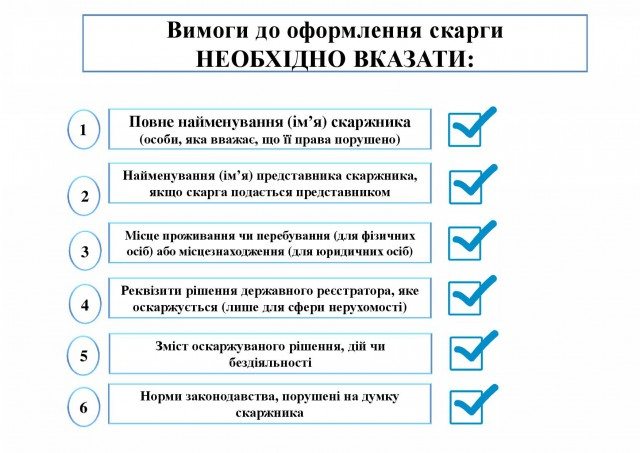 Вимоги до оформлення скарги
НЕОБХІДНО ВКАЗАТИ:
1
Повне найменування (ім’я) скаржника
(особи, яка вважає, що її права порушено)
2
Найменування (ім’я) представника скаржника,
якщо скарга подається представником
3
Місце проживання чи перебування (для фізичних
осіб) або місцезнаходження (для юридичних осіб)
4
Реквізити рішення державного реєстратора, яке
оскаржується (лише для сфери нерухомості)
5
Зміст оскаржуваного рішення, дій чи
бездіяльності
6
Норми законодавства, порушені на думку
скаржника